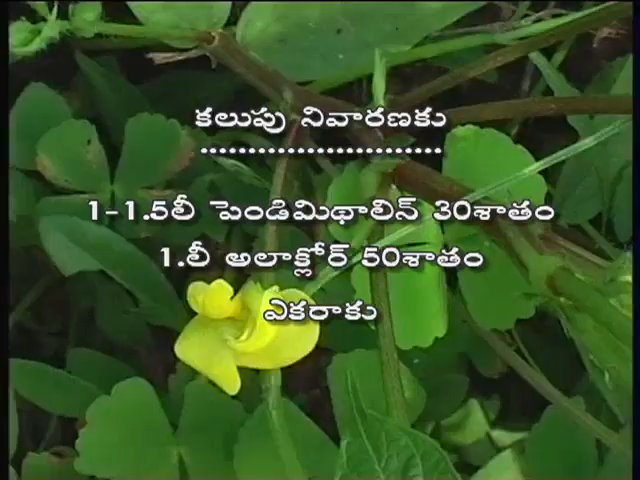 కలుపు నివారణకు
........................
1-1.5లీ పెండిమిథాలిన్ 30శాతం
1.లీ అలాక్లోర్ 50శాతం
ఎకరాకు